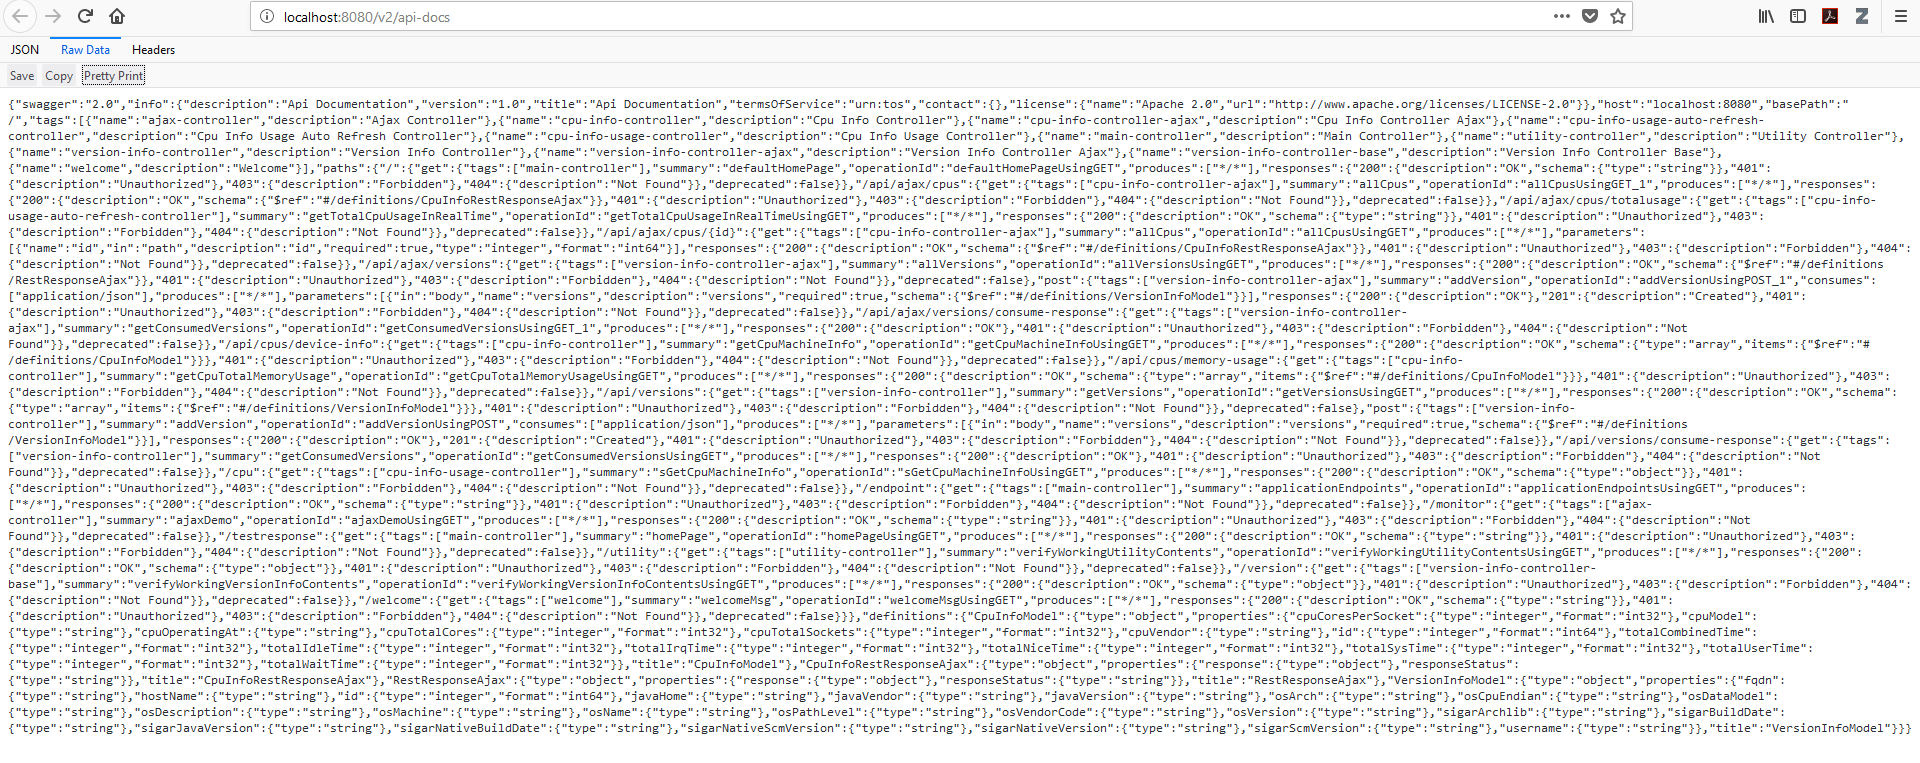 localhost:8080/v2/api-docs
JSON Raw Data Headers
Save Copy Pretty Print
{"swagger":"2.0","info":{"description":"Api Documentation","version":"1.0","title":"Api Documentation","termsOfService":"urn:tos","contact":{},"license":{"name":"Apache 2.0","url":"http://www.apache.org/licenses/LICENSE-2.0"}},"host":"localhost:8080","basePath":"
/","tags":[{"name":"ajax-controller","description":"Ajax Controller"},{"name":"cpu-info-controller","description":"Cpu Info Controller"},{"name":"cpu-info-controller-ajax","description":"Cpu Info Controller Ajax"},{"name":"cpu-info-usage-auto-refresh-
controller","description":"Cpu Info Usage Auto Refresh Controller"},{"name":"cpu-info-usage-controller","description":"Cpu Info Usage Controller"},{"name":"main-controller","description":"Main Controller"},{"name":"utility-controller","description":"Utility Controller"},
{"name":"version-info-controller","description":"Version Info Controller"},{"name":"version-info-controller-ajax","description":"Version Info Controller Ajax"},{"name":"version-info-controller-base","description":"Version Info Controller Base"},
{"name":"welcome","description":"Welcome"}],"paths":{"/":{"get":{"tags":["main-controller"],"summary":"defaultHomePage","operationId":"defaultHomePageUsingGET","produces":["*/*"],"responses":{"200":{"description":"OK","schema":{"type":"string"}},"401":
{"description":"Unauthorized"},"403":{"description":"Forbidden"},"404":{"description":"Not Found"}},"deprecated":false}},"/api/ajax/cpus":{"get":{"tags":["cpu-info-controller-ajax"],"summary":"allCpus","operationId":"allCpusUsingGET_1","produces":["*/*"],"responses":
{"200":{"description":"OK","schema":{"$ref":"#/definitions/CpuInfoRestResponseAjax"}},"401":{"description":"Unauthorized"},"403":{"description":"Forbidden"},"404":{"description":"Not Found"}},"deprecated":false}},"/api/ajax/cpus/totalusage":{"get":{"tags":["cpu-info-
usage-auto-refresh-controller"],"summary":"getTotalCpuUsageInRealTime","operationId":"getTotalCpuUsageInRealTimeUsingGET","produces":["*/*"],"responses":{"200":{"description":"OK","schema":{"type":"string"}},"401":{"description":"Unauthorized"},"403":
{"description":"Forbidden"},"404":{"description":"Not Found"}},"deprecated":false}},"/api/ajax/cpus/{id}":{"get":{"tags":["cpu-info-controller-ajax"],"summary":"allCpus","operationId":"allCpusUsingGET","produces":["*/*"],"parameters":
[{"name":"id","in":"path","description":"id","required":true,"type":"integer","format":"int64"}],"responses":{"200":{"description":"OK","schema":{"$ref":"#/definitions/CpuInfoRestResponseAjax"}},"401":{"description":"Unauthorized"},"403":{"description":"Forbidden"},"404":
{"description":"Not Found"}},"deprecated":false}},"/api/ajax/versions":{"get":{"tags":["version-info-controller-ajax"],"summary":"allVersions","operationId":"allVersionsUsingGET","produces":["*/*"],"responses":{"200":{"description":"OK","schema":{"$ref":"#/definitions
/RestResponseAjax"}},"401":{"description":"Unauthorized"},"403":{"description":"Forbidden"},"404":{"description":"Not Found"}},"deprecated":false},"post":{"tags":["version-info-controller-ajax"],"summary":"addVersion","operationId":"addVersionUsingPOST_1","consumes":
["application/json"],"produces":["*/*"],"parameters":[{"in":"body","name":"versions","description":"versions","required":true,"schema":{"$ref":"#/definitions/VersionInfoModel"}}],"responses":{"200":{"description":"OK"},"201":{"description":"Created"},"401":
{"description":"Unauthorized"},"403":{"description":"Forbidden"},"404":{"description":"Not Found"}},"deprecated":false}},"/api/ajax/versions/consume-response":{"get":{"tags":["version-info-controller-
ajax"],"summary":"getConsumedVersions","operationId":"getConsumedVersionsUsingGET_1","produces":["*/*"],"responses":{"200":{"description":"OK"},"401":{"description":"Unauthorized"},"403":{"description":"Forbidden"},"404":{"description":"Not
Found"}},"deprecated":false}},"/api/cpus/device-info":{"get":{"tags":["cpu-info-controller"],"summary":"getCpuMachineInfo","operationId":"getCpuMachineInfoUsingGET","produces":["*/*"],"responses":{"200":{"description":"OK","schema":{"type":"array","items":{"$ref":"#
/definitions/CpuInfoModel"}}},"401":{"description":"Unauthorized"},"403":{"description":"Forbidden"},"404":{"description":"Not Found"}},"deprecated":false}},"/api/cpus/memory-usage":{"get":{"tags":["cpu-info-
controller"],"summary":"getCpuTotalMemoryUsage","operationId":"getCpuTotalMemoryUsageUsingGET","produces":["*/*"],"responses":{"200":{"description":"OK","schema":{"type":"array","items":{"$ref":"#/definitions/CpuInfoModel"}}},"401":{"description":"Unauthorized"},"403":
{"description":"Forbidden"},"404":{"description":"Not Found"}},"deprecated":false}},"/api/versions":{"get":{"tags":["version-info-controller"],"summary":"getVersions","operationId":"getVersionsUsingGET","produces":["*/*"],"responses":{"200":{"description":"OK","schema":
{"type":"array","items":{"$ref":"#/definitions/VersionInfoModel"}}},"401":{"description":"Unauthorized"},"403":{"description":"Forbidden"},"404":{"description":"Not Found"}},"deprecated":false},"post":{"tags":["version-info-
controller"],"summary":"addVersion","operationId":"addVersionUsingPOST","consumes":["application/json"],"produces":["*/*"],"parameters":[{"in":"body","name":"versions","description":"versions","required":true,"schema":{"$ref":"#/definitions
/VersionInfoModel"}}],"responses":{"200":{"description":"OK"},"201":{"description":"Created"},"401":{"description":"Unauthorized"},"403":{"description":"Forbidden"},"404":{"description":"Not Found"}},"deprecated":false}},"/api/versions/consume-response":{"get":{"tags":
["version-info-controller"],"summary":"getConsumedVersions","operationId":"getConsumedVersionsUsingGET","produces":["*/*"],"responses":{"200":{"description":"OK"},"401":{"description":"Unauthorized"},"403":{"description":"Forbidden"},"404":{"description":"Not
Found"}},"deprecated":false}},"/cpu":{"get":{"tags":["cpu-info-usage-controller"],"summary":"sGetCpuMachineInfo","operationId":"sGetCpuMachineInfoUsingGET","produces":["*/*"],"responses":{"200":{"description":"OK","schema":{"type":"object"}},"401":
{"description":"Unauthorized"},"403":{"description":"Forbidden"},"404":{"description":"Not Found"}},"deprecated":false}},"/endpoint":{"get":{"tags":["main-controller"],"summary":"applicationEndpoints","operationId":"applicationEndpointsUsingGET","produces":
["*/*"],"responses":{"200":{"description":"OK","schema":{"type":"string"}},"401":{"description":"Unauthorized"},"403":{"description":"Forbidden"},"404":{"description":"Not Found"}},"deprecated":false}},"/monitor":{"get":{"tags":["ajax-
controller"],"summary":"ajaxDemo","operationId":"ajaxDemoUsingGET","produces":["*/*"],"responses":{"200":{"description":"OK","schema":{"type":"string"}},"401":{"description":"Unauthorized"},"403":{"description":"Forbidden"},"404":{"description":"Not
Found"}},"deprecated":false}},"/testresponse":{"get":{"tags":["main-controller"],"summary":"homePage","operationId":"homePageUsingGET","produces":["*/*"],"responses":{"200":{"description":"OK","schema":{"type":"string"}},"401":{"description":"Unauthorized"},"403":
{"description":"Forbidden"},"404":{"description":"Not Found"}},"deprecated":false}},"/utility":{"get":{"tags":["utility-controller"],"summary":"verifyWorkingUtilityContents","operationId":"verifyWorkingUtilityContentsUsingGET","produces":["*/*"],"responses":{"200":
{"description":"OK","schema":{"type":"object"}},"401":{"description":"Unauthorized"},"403":{"description":"Forbidden"},"404":{"description":"Not Found"}},"deprecated":false}},"/version":{"get":{"tags":["version-info-controller-
base"],"summary":"verifyWorkingVersionInfoContents","operationId":"verifyWorkingVersionInfoContentsUsingGET","produces":["*/*"],"responses":{"200":{"description":"OK","schema":{"type":"object"}},"401":{"description":"Unauthorized"},"403":{"description":"Forbidden"},"404":
{"description":"Not Found"}},"deprecated":false}},"/welcome":{"get":{"tags":["welcome"],"summary":"welcomeMsg","operationId":"welcomeMsgUsingGET","produces":["*/*"],"responses":{"200":{"description":"OK","schema":{"type":"string"}},"401":
{"description":"Unauthorized"},"403":{"description":"Forbidden"},"404":{"description":"Not Found"}},"deprecated":false}}},"definitions":{"CpuInfoModel":{"type":"object","properties":{"cpuCoresPerSocket":{"type":"integer","format":"int32"},"cpuModel":
{"type":"string"},"cpuOperatingAt":{"type":"string"},"cpuTotalCores":{"type":"integer","format":"int32"},"cpuTotalSockets":{"type":"integer","format":"int32"},"cpuVendor":{"type":"string"},"id":{"type":"integer","format":"int64"},"totalCombinedTime":
{"type":"integer","format":"int32"},"totalIdleTime":{"type":"integer","format":"int32"},"totalIrqTime":{"type":"integer","format":"int32"},"totalNiceTime":{"type":"integer","format":"int32"},"totalSysTime":{"type":"integer","format":"int32"},"totalUserTime":
{"type":"integer","format":"int32"},"totalWaitTime":{"type":"integer","format":"int32"}},"title":"CpuInfoModel"},"CpuInfoRestResponseAjax":{"type":"object","properties":{"response":{"type":"object"},"responseStatus":
{"type":"string"}},"title":"CpuInfoRestResponseAjax"},"RestResponseAjax":{"type":"object","properties":{"response":{"type":"object"},"responseStatus":{"type":"string"}},"title":"RestResponseAjax"},"VersionInfoModel":{"type":"object","properties":{"fqdn":
{"type":"string"},"hostName":{"type":"string"},"id":{"type":"integer","format":"int64"},"javaHome":{"type":"string"},"javaVendor":{"type":"string"},"javaVersion":{"type":"string"},"osArch":{"type":"string"},"osCpuEndian":{"type":"string"},"osDataModel":
{"type":"string"},"osDescription":{"type":"string"},"osMachine":{"type":"string"},"osName":{"type":"string"},"osPathLevel":{"type":"string"},"osVendorCode":{"type":"string"},"osVersion":{"type":"string"},"sigarArchlib":{"type":"string"},"sigarBuildDate":
{"type":"string"},"sigarJavaVersion":{"type":"string"},"sigarNativeBuildDate":{"type":"string"},"sigarNativeScmVersion":{"type":"string"},"sigarNativeVersion":{"type":"string"},"sigarScmVersion":{"type":"string"},"username":{"type":"string"}},"title":"VersionInfoModel"}}}